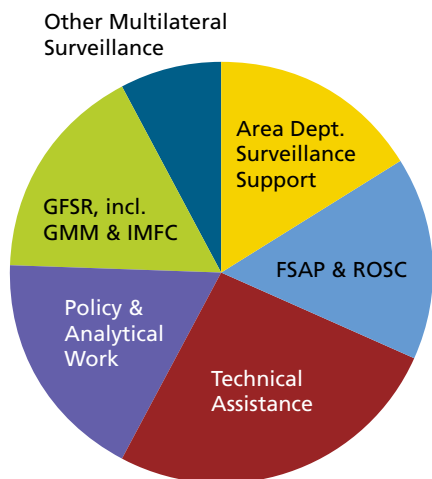 Other Multilateral
Surveillance
Area Dept.
Surveillance
Support
FSAP & ROSC
Technical
Assistance
Policy &
Analytical
Work
GFSR, incl.
GMM & IMFC